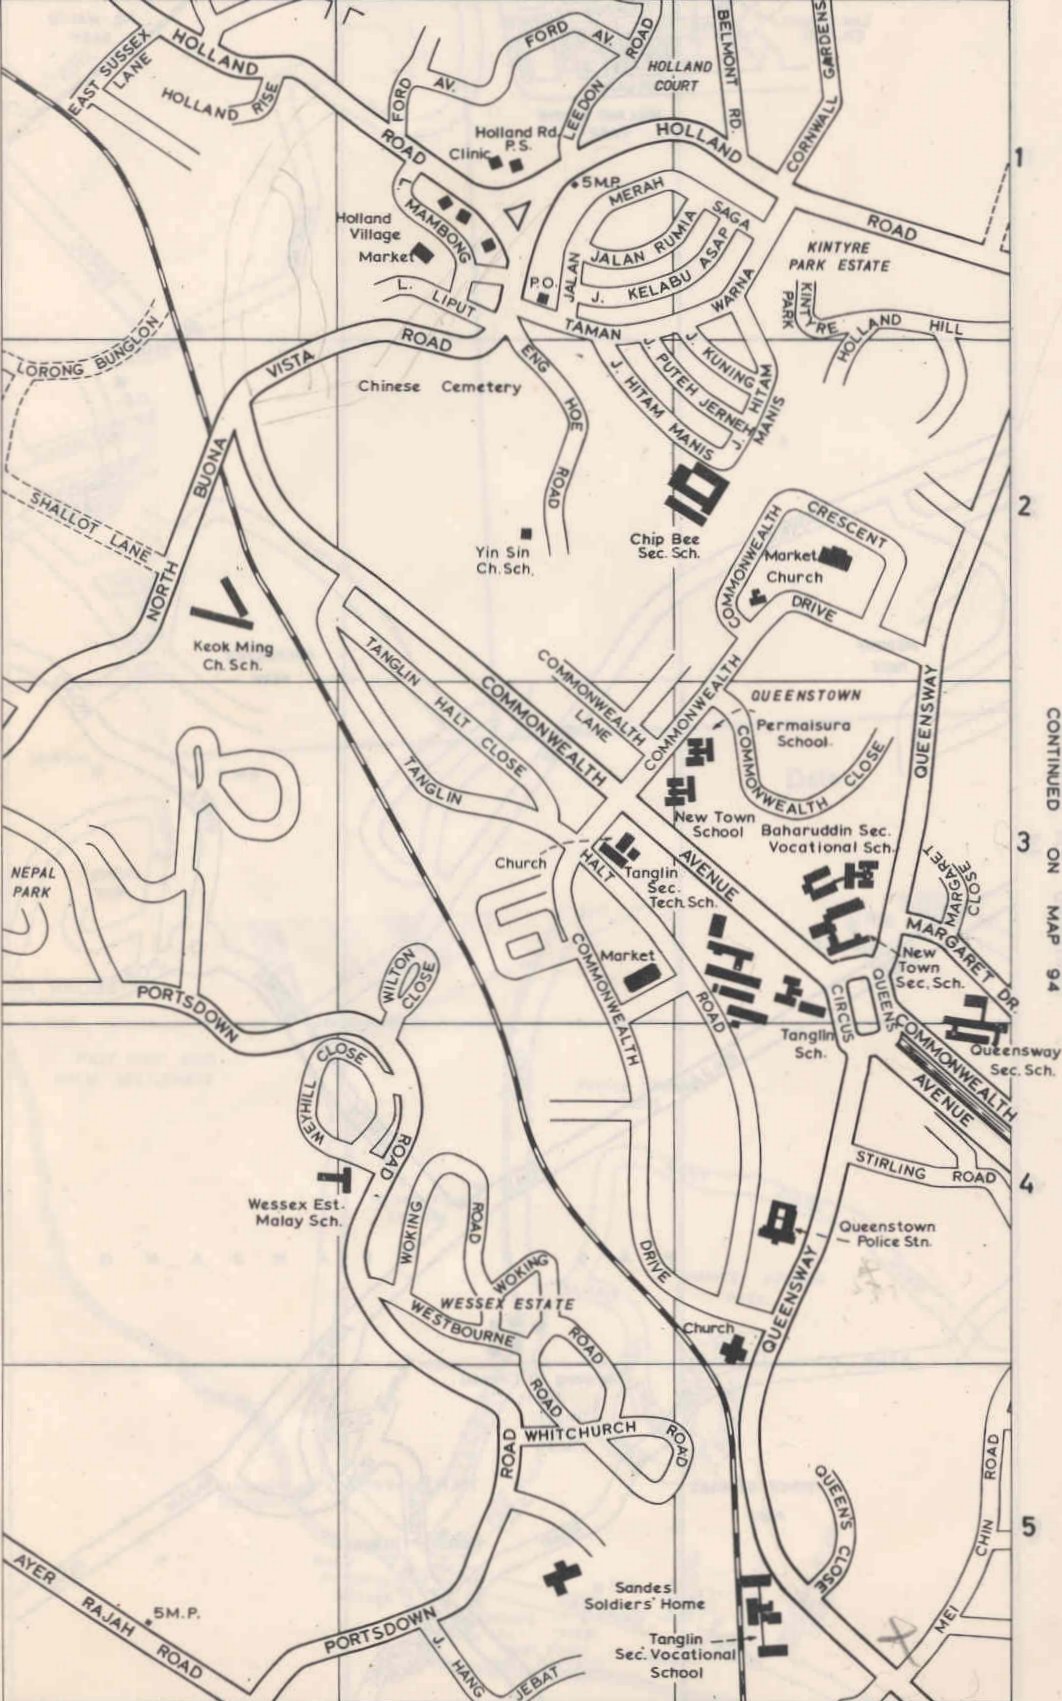 EAST SUSSEX
LANE
HOLLAND
HOLLAND RISE
FORD AV.
FORD AV.
LEEDON ROAD
HOLLAND
COURT
BELMONT RD.
CORNWALL GARDENS
ROAD
Holland Rd.
P.S.
Clinic
HOLLAND
1
5 M.P.
MERAH
SAGA
ROAD
L. MAMBONG
Holland
Village
Market
JALAN RUMIA
J. KELABU ASAP
JALAN
WARNA
KINTYRE
PARK ESTATE
KINTYRE
PARK
HOLLAND HILL
L. LIPUT
P.O.
TAMAN
LORONG BUNGLON
VISTA ROAD
ENG HOE ROAD
J. KUNING
J. PUTEH JERNEH
J. HITAM MANIS
J. HITAM
MANIS
Chinese Cemetery
BUONA
SHALLOT LANE
NORTH
Yin Sin
Ch.Sch.
Chip Bee
Sec. Sch.
2
COMMONWEALTH
CRESCENT
Market
Church
DRIVE
Keok Ming
Ch. Sch.
TANGLIN HALT CLOSE
COMMONWEALTH
COMMONWEALTH
LANE
COMMONWEALTH
QUEENSTOWN
QUEENSWAY
Permaisura
School
COMMONWEALTH CLOSE
TANGLIN
New Town
School
Baharuddin Sec.
Vocational Sch.
3
CONTINUED ON MAP 94
NEPAL
PARK
Church
HALT
Tanglin
Sec.
Tech. Sch.
AVENUE
MARGARET
MARGARET
CLOSE
MARGARET DR.
New
Town
Sec. Sch.
Market
COMMONWEALTH
ROAD
WILTON
CLOSE
PORTSDOWN
CIRCUS
QUEEN'S
Tanglin
Sch.
Queensway
Sec. Sch.
COMMONWEALTH
AVENUE
CLOSE
WEYHILL
ROAD
STIRLING ROAD
4
Wessex Est.
Malay Sch.
WOKING
ROAD
WOKING
Queenstown
Police Stn.
DRIVE
QUEENSWAY
WESSEX ESTATE
WESTBOURNE
ROAD
Church
ROAD
WHITCHURCH
ROAD
ROAD
QUEEN'S CLOSE
MEI CHIN ROAD
5
AYER RAJAH ROAD
5 M.P.
Sandes
Soldiers' Home
PORTSDOWN
J. HANG JEBAT
Tanglin
Sec. Vocational
School